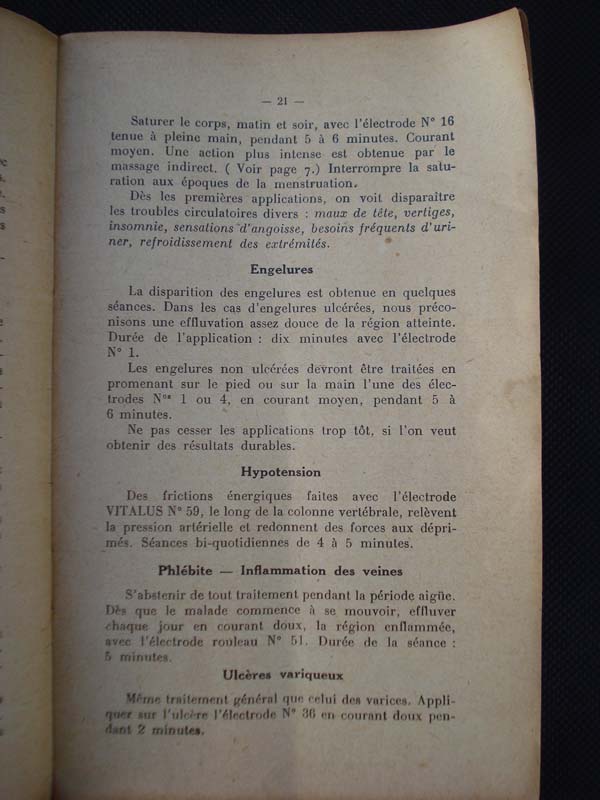 — 21 —
Saturer le corps, matin et soir, avec l'électrode N° 16
tenue à pleine main, pendant 5 à 6 minutes. Courant
moyen. Une action plus intense est obtenue par le
massage indirect. ( Voir page 7.) Interrompre la satu-
ration aux époques de la menstruation.
Dès les premières applications, on voit disparaître
les troubles circulatoires divers : maux de tête, vertiges,
insomnie, sensations d'angoisse, besoins fréquents d'uri-
ner, refroidissement des extrémités.
Engelures
La disparition des engelures est obtenue en quelques
séances. Dans les cas d'engelures ulcérées, nous préco-
nisons une effluvation assez douce de la région atteinte.
Durée de l'application : dix minutes avec l'électrode
N° 1.
Les engelures non ulcérées devront être traitées en
promenant sur le pied ou sur la main l'une des élec-
trodes Nos 1 ou 4, en courant moyen, pendant 5 à
6 minutes.
Ne pas cesser les applications trop tôt, si l'on veut
obtenir des résultats durables.
Hypotension
Des frictions énergiques faites avec l'électrode
VITALUS N° 59, le long de la colonne vertébrale, relèvent
la pression artérielle et redonnent des forces aux dépri-
més. Séances bi-quotidiennes de 4 à 5 minutes.
Phlébite — Inflammation des veines
S'abstenir de tout traitement pendant la période aigüe.
Dès que le malade commence à se mouvoir, effluver
chaque jour en courant doux, la région enflammée,
avec l'électrode rouleau N° 51. Durée de la séance :
5 minutes.
Ulcères variqueux
Même traitement général que celui des varices. Appli-
quer sur l'ulcère l'électrode N° 36 en courant doux pen-
dant 2 minutes.